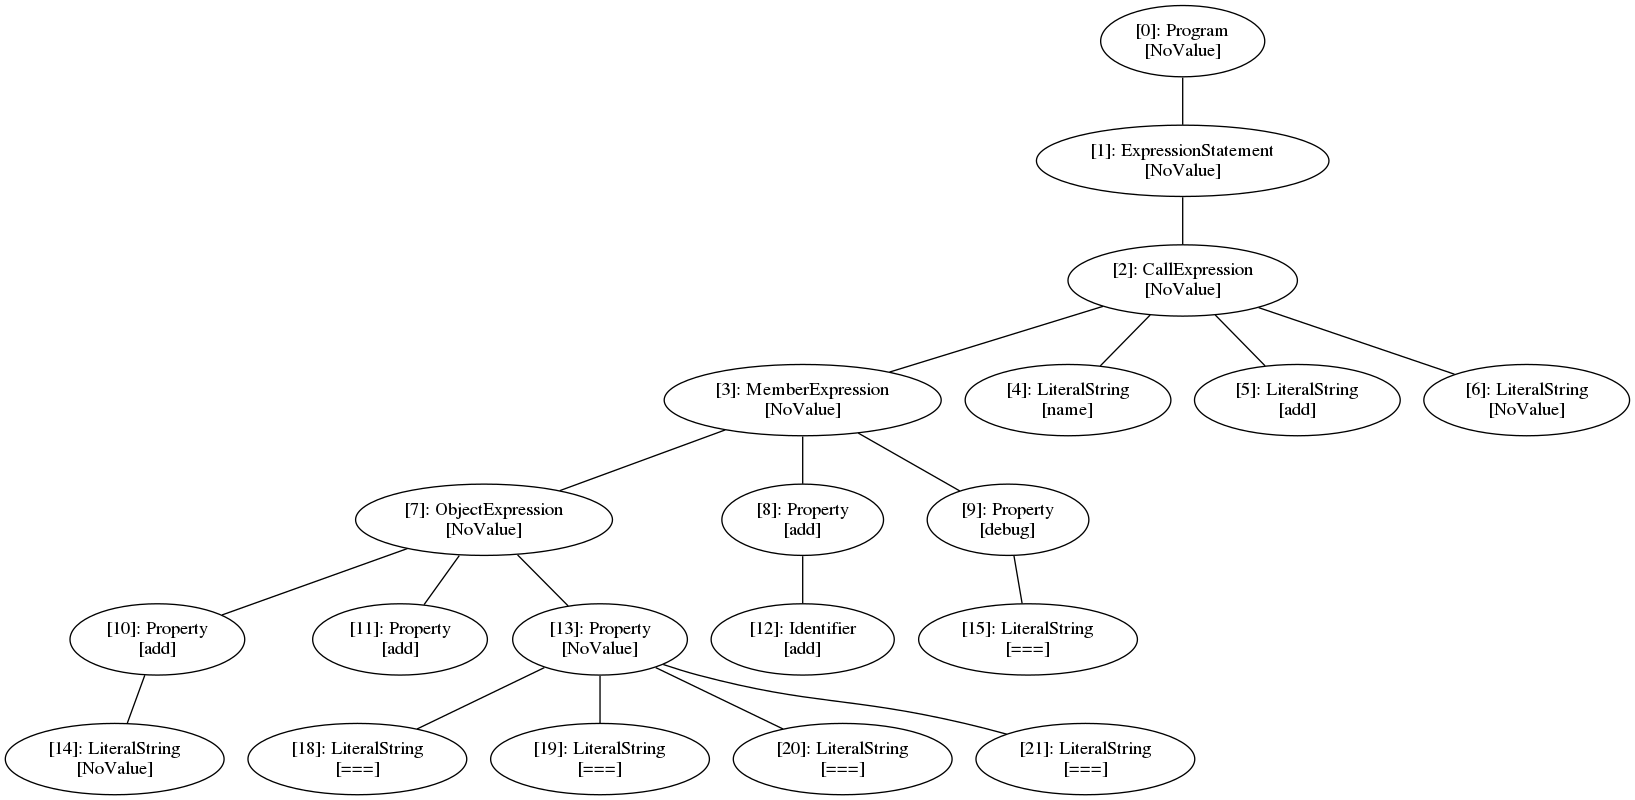 [0]: Program
[NoValue]
[1]: ExpressionStatement
[NoValue]
[2]: CallExpression
[NoValue]
[3]: MemberExpression
[NoValue]
[4]: LiteralString
[name]
[5]: LiteralString
[add]
[6]: LiteralString
[NoValue]
[7]: ObjectExpression
[NoValue]
[8]: Property
[add]
[9]: Property
[debug]
[10]: Property
[add]
[11]: Property
[add]
[13]: Property
[NoValue]
[12]: Identifier
[add]
[15]: LiteralString
[===]
[14]: LiteralString
[NoValue]
[18]: LiteralString
[===]
[19]: LiteralString
[===]
[20]: LiteralString
[===]
[21]: LiteralString
[===]